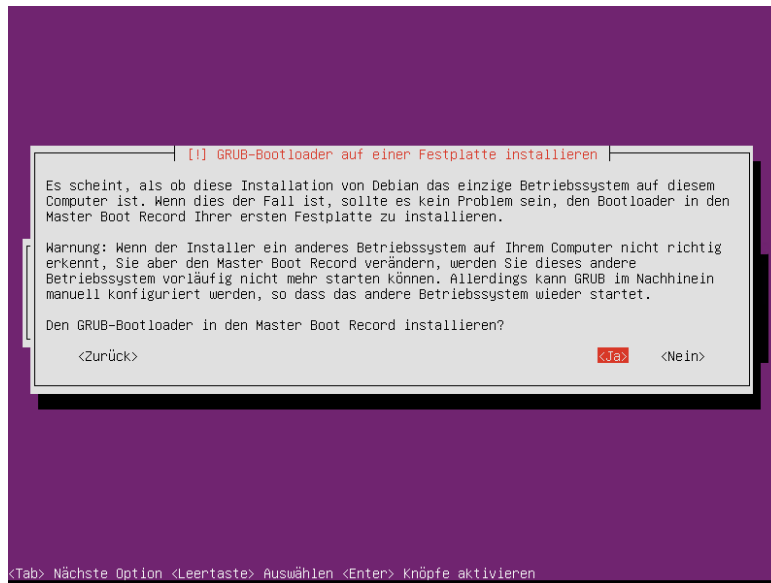 [!] GRUB-Bootloader auf einer Festplatte installieren
Es scheint, als ob diese Installation von Debian das einzige Betriebssystem auf diesem
Computer ist. Wenn dies der Fall ist, sollte es kein Problem sein, den Bootloader in den
Master Boot Record Ihrer ersten Festplatte zu installieren.
Warnung: Wenn der Installer ein anderes Betriebssystem auf Ihrem Computer nicht richtig
erkennt, Sie aber den Master Boot Record verändern, werden Sie dieses andere
Betriebssystem vorläufig nicht mehr starten können. Allerdings kann GRUB im Nachhinein
manuell konfiguriert werden, so dass das andere Betriebssystem wieder startet.
Den GRUB-Bootloader in den Master Boot Record installieren?
<Zurück> <Ja> <Nein>
<Tab> Nächste Option <Leertaste> Auswählen <Enter> Knöpfe aktivieren